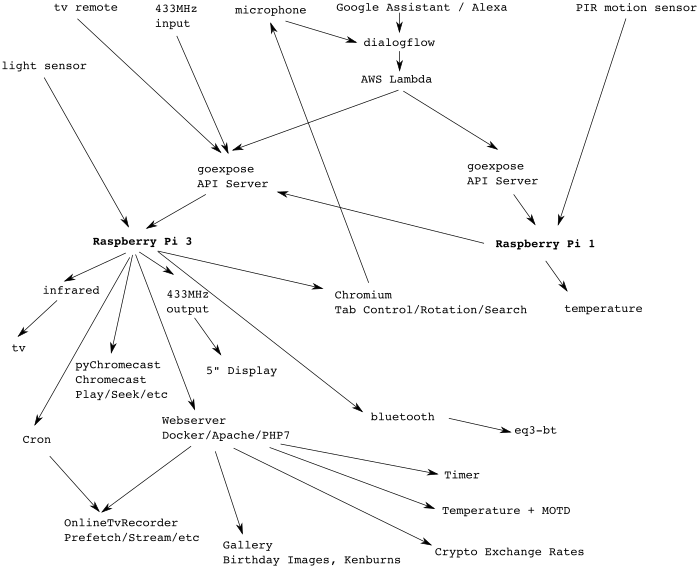 tv remote
433MHz
input
microphone
Google Assistant / Alexa
PIR motion sensor
dialogflow
light sensor
AWS Lambda
goexpose
API Server
goexpose
API Server
Raspberry Pi 3
Raspberry Pi 1
infrared
433MHz
output
Chromium
Tab Control/Rotation/Search
temperature
tv
pyChromecast
Chromecast
Play/Seek/etc
5" Display
Webserver
Docker/Apache/PHP7
bluetooth
eq3-bt
Cron
Timer
Temperature + MOTD
OnlineTvRecorder
Prefetch/Stream/etc
Gallery
Birthday Images, Kenburns
Crypto Exchange Rates